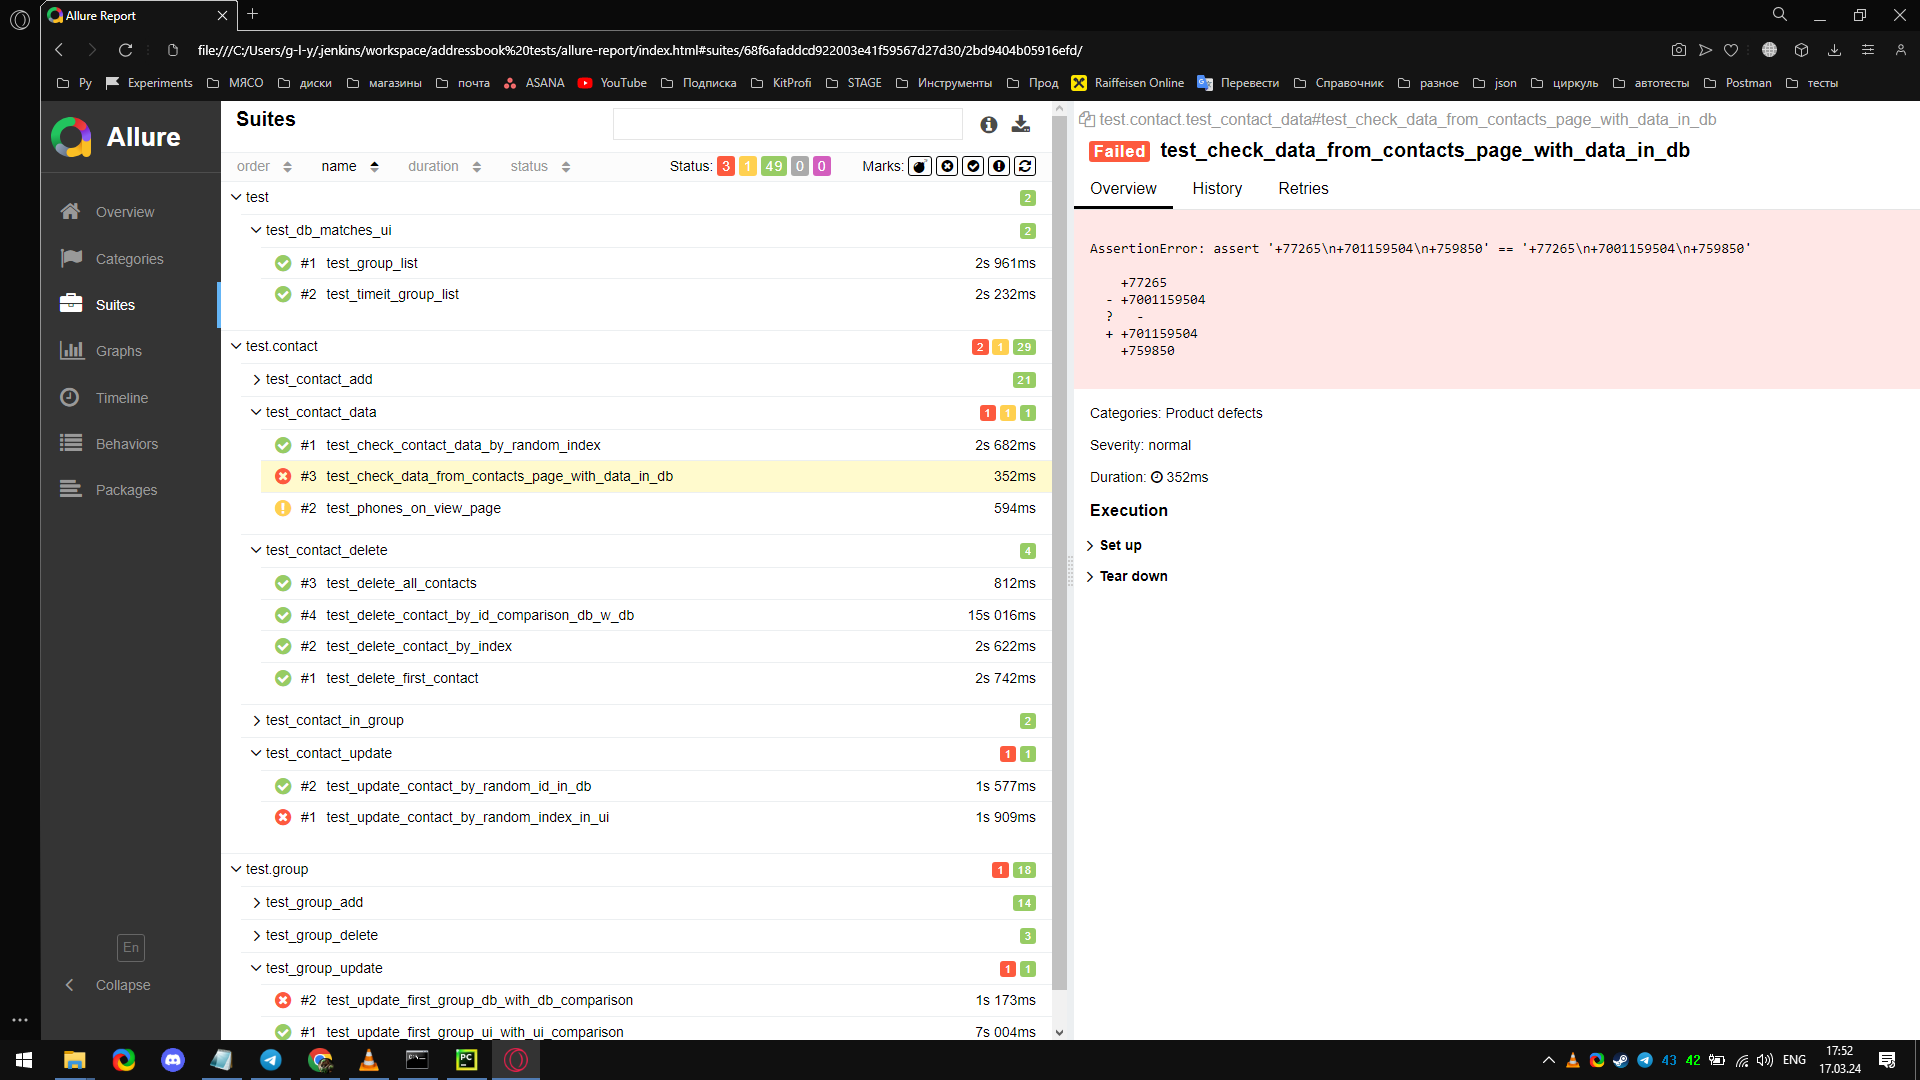 Allure Report
file:///C:/Users/g-l-y/.jenkins/workspace/addressbook%20tests/allure-report/index.html#suites/68f6afaddcd922003e41f59567d27d30/2bd9404b05916efd/
Py Experiments МЯСО диски магазины почта ASANA YouTube Подписка KitProfi STAGE Инструменты Прод Raiffeisen Online Перевести Справочник разное json циркуль автотесты Postman тесты
Allure
Overview
Categories
Suites
Graphs
Timeline
Behaviors
Packages
En
Collapse
Suites
order name duration status Status: 3 1 49 0 0 Marks:
test 2
test_db_matches_ui 2
#1 test_group_list 2s 961ms
#2 test_timeit_group_list 2s 232ms
test.contact 2 1 29
test_contact_add 21
test_contact_data 1 1 1
#1 test_check_contact_data_by_random_index 2s 682ms
#3 test_check_data_from_contacts_page_with_data_in_db 352ms
#2 test_phones_on_view_page 594ms
test_contact_delete 4
#3 test_delete_all_contacts 812ms
#4 test_delete_contact_by_id_comparison_db_w_db 15s 016ms
#2 test_delete_contact_by_index 2s 622ms
#1 test_delete_first_contact 2s 742ms
test_contact_in_group 2
test_contact_update 1 1
#2 test_update_contact_by_random_id_in_db 1s 577ms
#1 test_update_contact_by_random_index_in_ui 1s 909ms
test.group 1 18
test_group_add 14
test_group_delete 3
test_group_update 1 1
#2 test_update_first_group_db_with_db_comparison 1s 173ms
#1 test_update_first_group_ui_with_ui_comparison 7s 004ms
test.contact.test_contact_data#test_check_data_from_contacts_page_with_data_in_db
Failed test_check_data_from_contacts_page_with_data_in_db
Overview History Retries
AssertionError: assert '+77265\n+701159504\n+759850' == '+77265\n+7001159504\n+759850'
+77265
- +7001159504
? -
+ +701159504
+759850
Categories: Product defects
Severity: normal
Duration: 352ms
Execution
Set up
Tear down
43 42 ENG 17:52
17.03.24